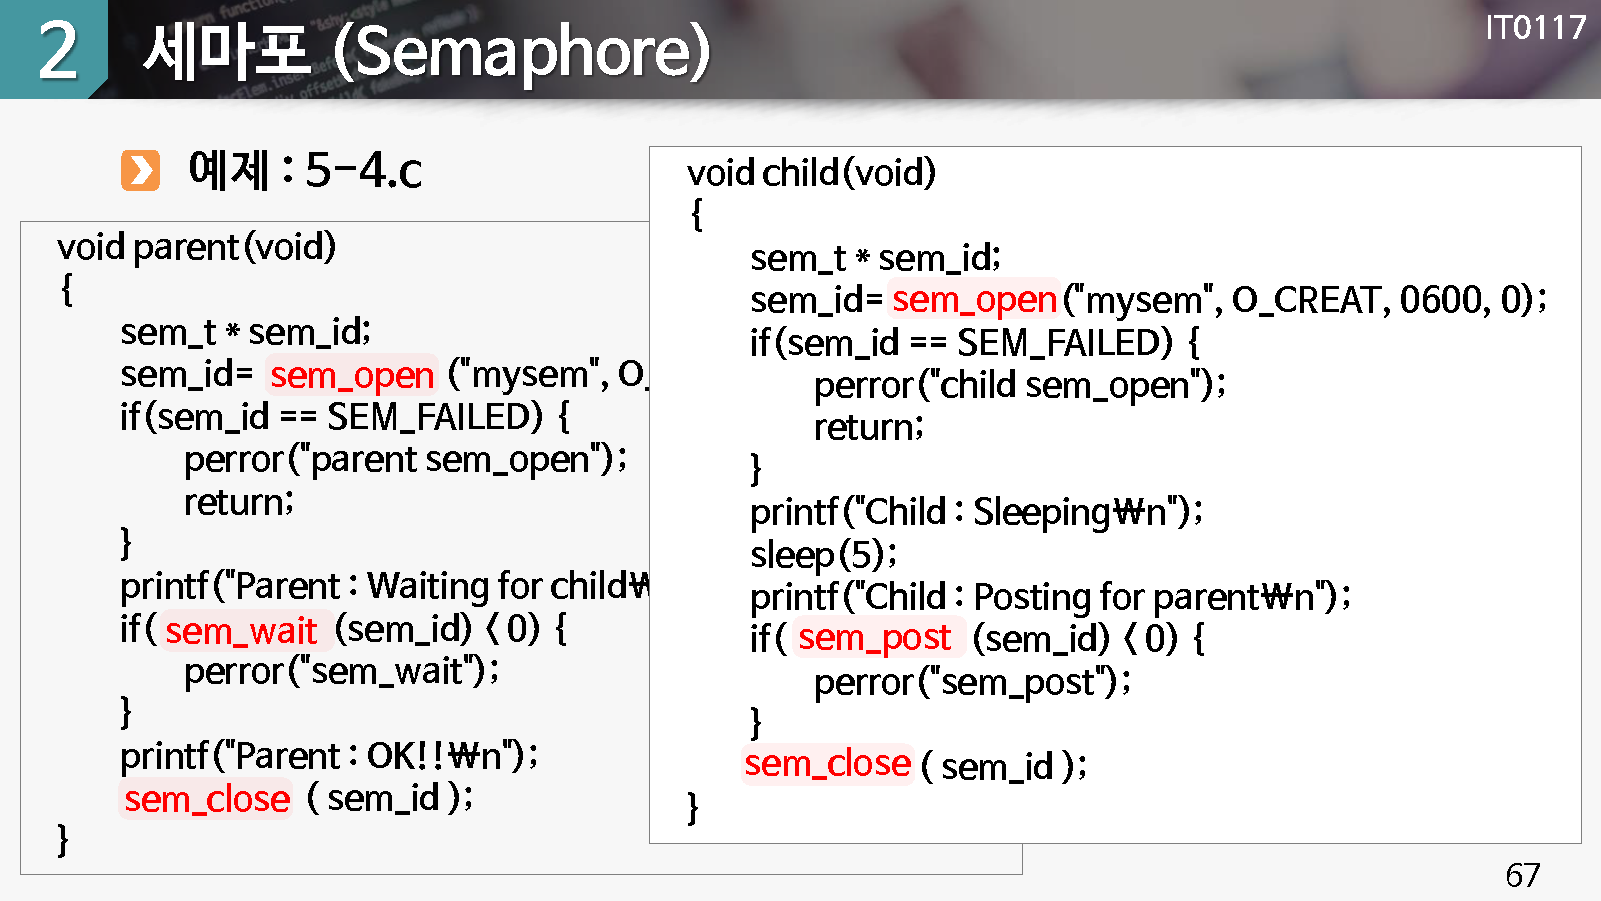 2
세마포 (Semaphore)
IT0117
예제 : 5-4.c
void parent(void)
{
sem_t * sem_id;
sem_id= sem_open ("mysem", O_
if(sem_id == SEM_FAILED) {
perror("parent sem_open");
return;
}
printf("Parent : Waiting for child₩
if( sem_wait (sem_id) < 0) {
perror("sem_wait");
}
printf("Parent : OK!!₩n");
sem_close ( sem_id );
}
void child(void)
{
sem_t * sem_id;
sem_id= sem_open("mysem", O_CREAT, 0600, 0);
if(sem_id == SEM_FAILED) {
perror("child sem_open");
return;
}
printf("Child : Sleeping₩n");
sleep(5);
printf("Child : Posting for parent₩n");
if( sem_post (sem_id) < 0) {
perror("sem_post");
}
sem_close ( sem_id );
}
67